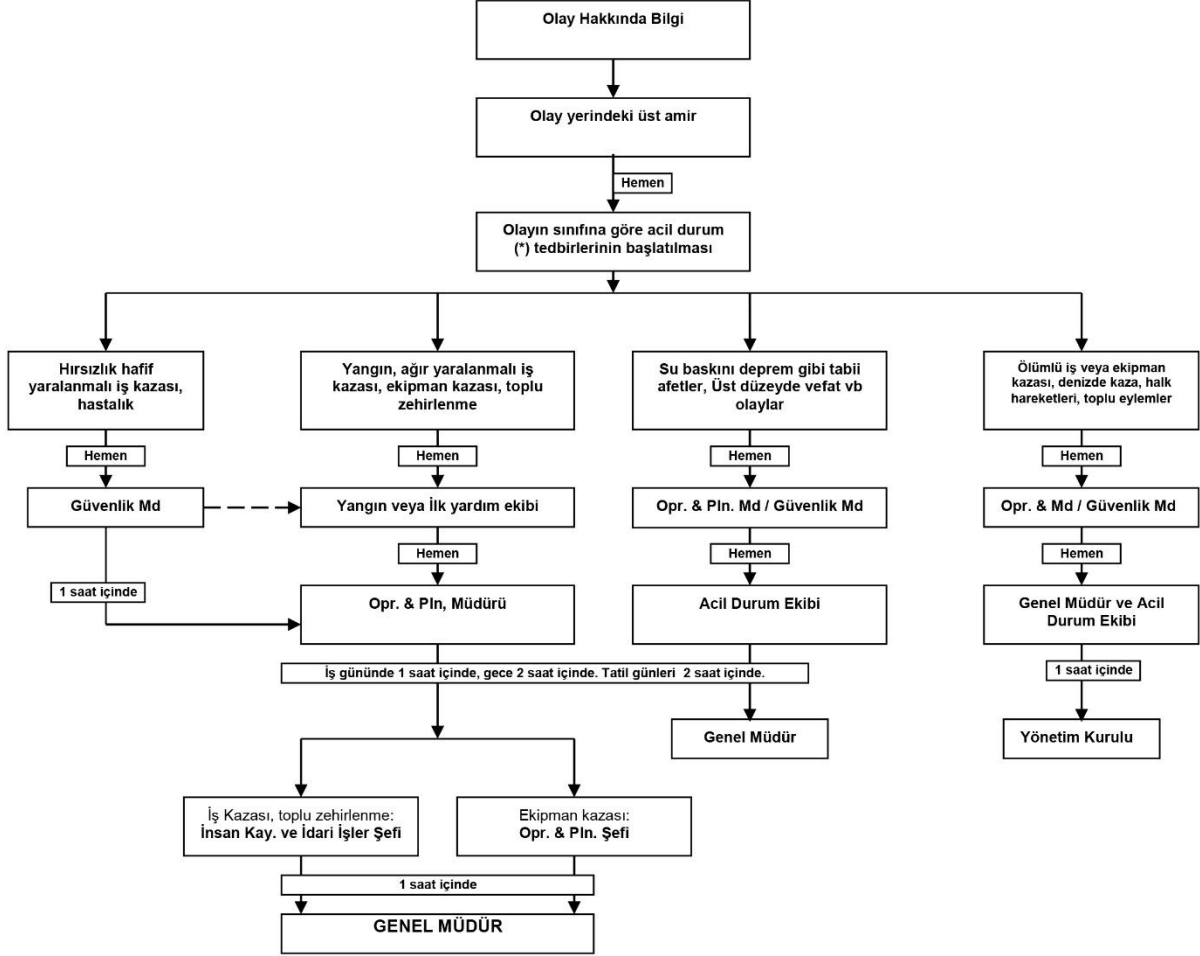 Olay Hakkında Bilgi
Olay yerindeki üst amir
Hemen
Olayın sınıfına göre acil durum
(*) tedbirlerinin başlatılması
Hırsızlık hafif
yaralanmalı iş kazası,
hastalık
Yangın, ağır yaralanmalı iş
kazası, ekipman kazası, toplu
zehirlenme
Su baskını deprem gibi tabii
afetler, Üst düzeyde vefat vb
olaylar
Ölümlü iş veya ekipman
kazası, denizde kaza, halk
hareketleri, toplu eylemler
Hemen
Hemen
Hemen
Hemen
Güvenlik Md
Yangın veya İlk yardım ekibi
Opr. & Pln. Md / Güvenlik Md
Opr. & Md / Güvenlik Md
Hemen
Hemen
Hemen
1 saat içinde
Opr. & Pln, Müdürü
Acil Durum Ekibi
Genel Müdür ve Acil
Durum Ekibi
İş gününde 1 saat içinde, gece 2 saat içinde. Tatil günleri 2 saat içinde.
1 saat içinde
Genel Müdür
Yönetim Kurulu
İş Kazası, toplu zehirlenme:
İnsan Kay. ve İdari İşler Şefi
Ekipman kazası:
Opr. & Pln. Şefi
1 saat içinde
GENEL MÜDÜR